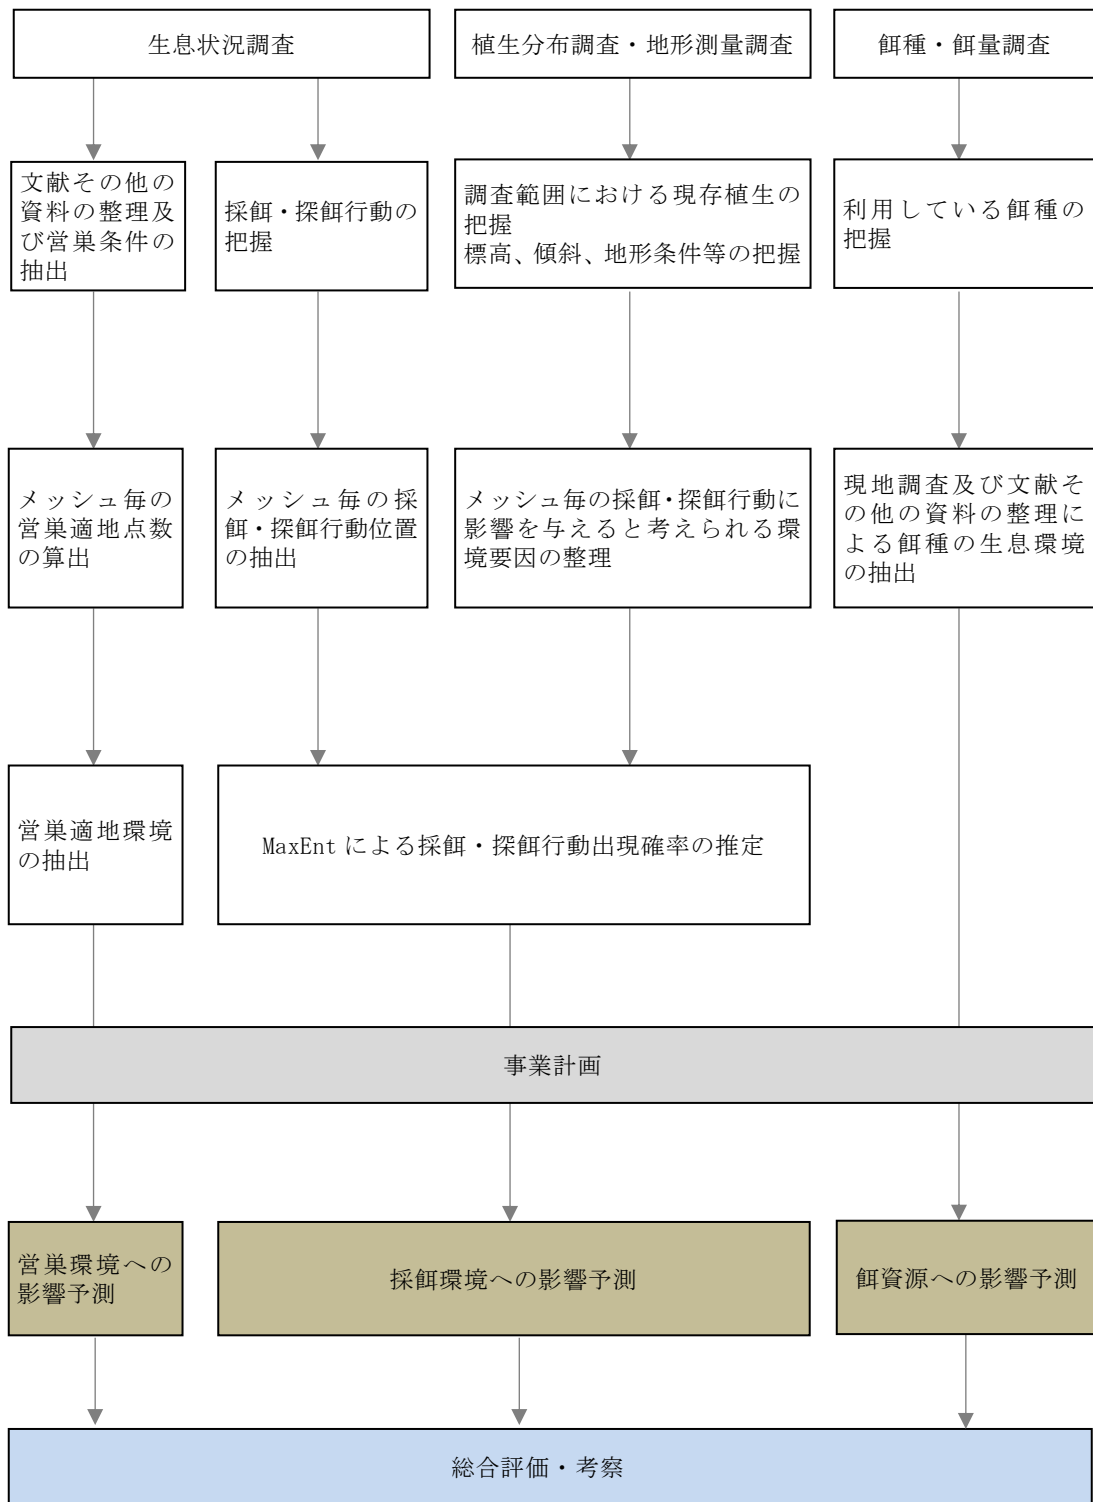 生息状況調査
植生分布調査・地形測量調査
餌種・餌量調査
文献その他の
資料の整理及
び営巣条件の
抽出
採餌・探餌行動の
把握
調査範囲における現存植生の
把握
標高、傾斜、地形条件等の把握
利用している餌種の
把握
メッシュ毎の
営巣適地点数
の算出
メッシュ毎の採
餌・探餌行動位置
の抽出
メッシュ毎の採餌・探餌行動に
影響を与えると考えられる環
境要因の整理
現地調査及び文献そ
の他の資料の整理に
よる餌種の生息環境
の抽出
営巣適地環境
の抽出
MaxEnt による採餌・探餌行動出現確率の推定
事業計画
営巣環境への
影響予測
採餌環境への影響予測
餌資源への影響予測
総合評価・考察